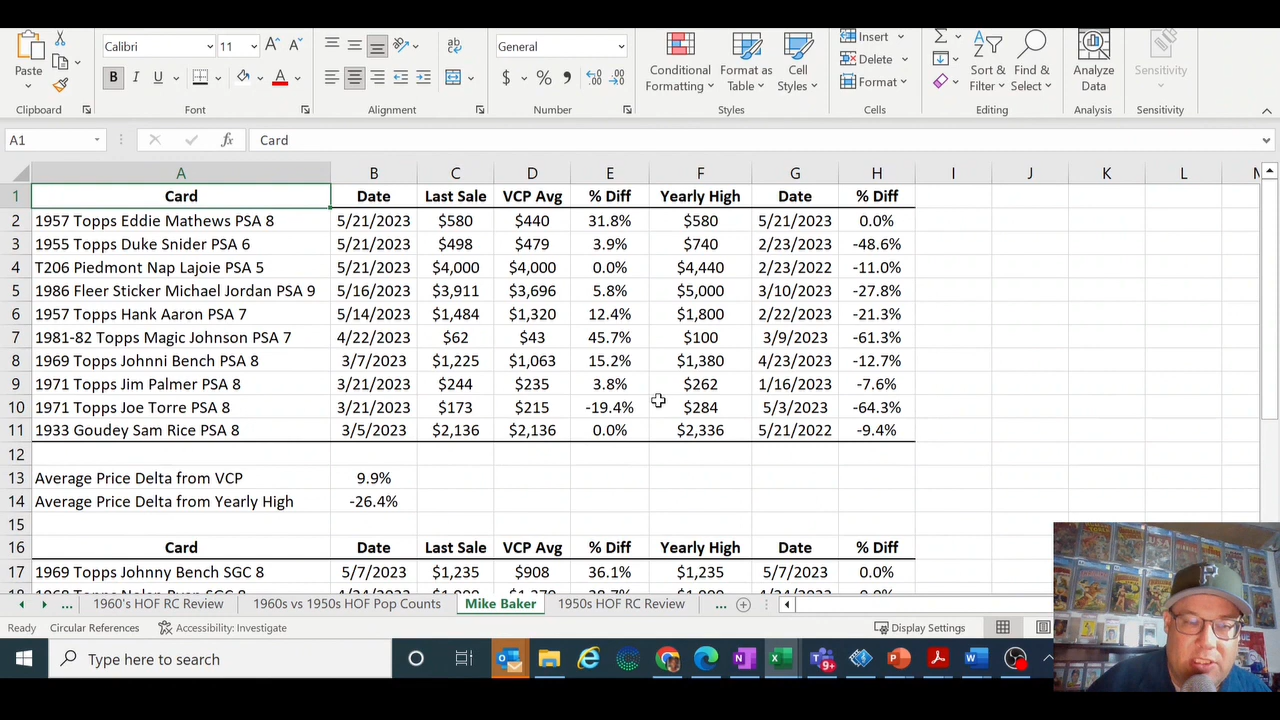 Calibri 11 General Insert
Paste B I U $ % Conditional Formatting Format as Table Cell Styles Delete Format Sort & Filter Find & Select Analyze Data Sensitivity
Clipboard Font Alignment Number Styles Cells Editing Analysis Sensitivity
A1 fx Card
A B C D E F G H I J K L M
1 Card Date Last Sale VCP Avg % Diff Yearly High Date % Diff
2 1957 Topps Eddie Mathews PSA 8 5/21/2023 $580 $440 31.8% $580 5/21/2023 0.0%
3 1955 Topps Duke Snider PSA 6 5/21/2023 $498 $479 3.9% $740 2/23/2023 -48.6%
4 T206 Piedmont Nap Lajoie PSA 5 5/21/2023 $4,000 $4,000 0.0% $4,440 2/23/2022 -11.0%
5 1986 Fleer Sticker Michael Jordan PSA 9 5/16/2023 $3,911 $3,696 5.8% $5,000 3/10/2023 -27.8%
6 1957 Topps Hank Aaron PSA 7 5/14/2023 $1,484 $1,320 12.4% $1,800 2/22/2023 -21.3%
7 1981-82 Topps Magic Johnson PSA 7 4/22/2023 $62 $43 45.7% $100 3/9/2023 -61.3%
8 1969 Topps Johnni Bench PSA 8 3/7/2023 $1,225 $1,063 15.2% $1,380 4/23/2023 -12.7%
9 1971 Topps Jim Palmer PSA 8 3/21/2023 $244 $235 3.8% $262 1/16/2023 -7.6%
10 1971 Topps Joe Torre PSA 8 3/21/2023 $173 $215 -19.4% $284 5/3/2023 -64.3%
11 1933 Goudey Sam Rice PSA 8 3/5/2023 $2,136 $2,136 0.0% $2,336 5/21/2022 -9.4%
12
13 Average Price Delta from VCP 9.9%
14 Average Price Delta from Yearly High -26.4%
15
16 Card Date Last Sale VCP Avg % Diff Yearly High Date % Diff
17 1969 Topps Johnny Bench SGC 8 5/7/2023 $1,235 $908 36.1% $1,235 5/7/2023 0.0%
... 1960's HOF RC Review 1960s vs 1950s HOF Pop Counts Mike Baker 1950s HOF RC Review ...
Ready Circular References Accessibility: Investigate Display Settings
Type here to search 9+